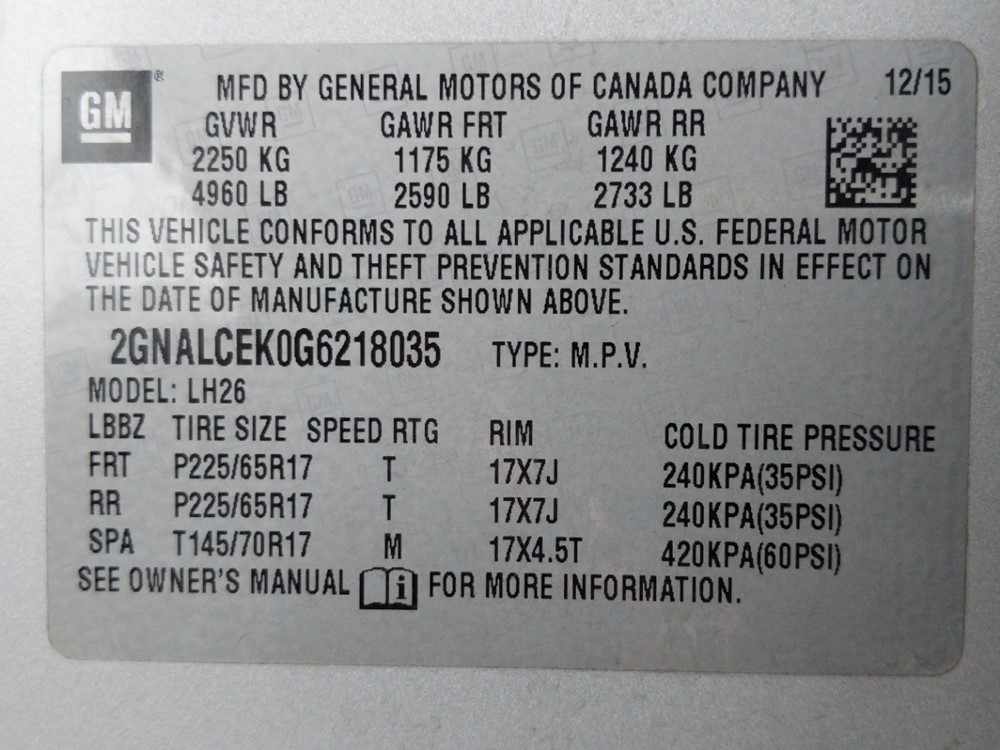 GM ® MFD BY GENERAL MOTORS OF CANADA COMPANY 12/15
GVWR GAWR FRT GAWR RR
2250 KG 1175 KG 1240 KG
4960 LB 2590 LB 2733 LB
THIS VEHICLE CONFORMS TO ALL APPLICABLE U.S. FEDERAL MOTOR
VEHICLE SAFETY AND THEFT PREVENTION STANDARDS IN EFFECT ON
THE DATE OF MANUFACTURE SHOWN ABOVE.
2GNALCEK0G6218035 TYPE: M.P.V.
MODEL: LH26
LBBZ TIRE SIZE SPEED RTG RIM COLD TIRE PRESSURE
FRT P225/65R17 T 17X7J 240KPA(35PSI)
RR P225/65R17 T 17X7J 240KPA(35PSI)
SPA T145/70R17 M 17X4.5T 420KPA(60PSI)
SEE OWNER'S MANUAL i FOR MORE INFORMATION.